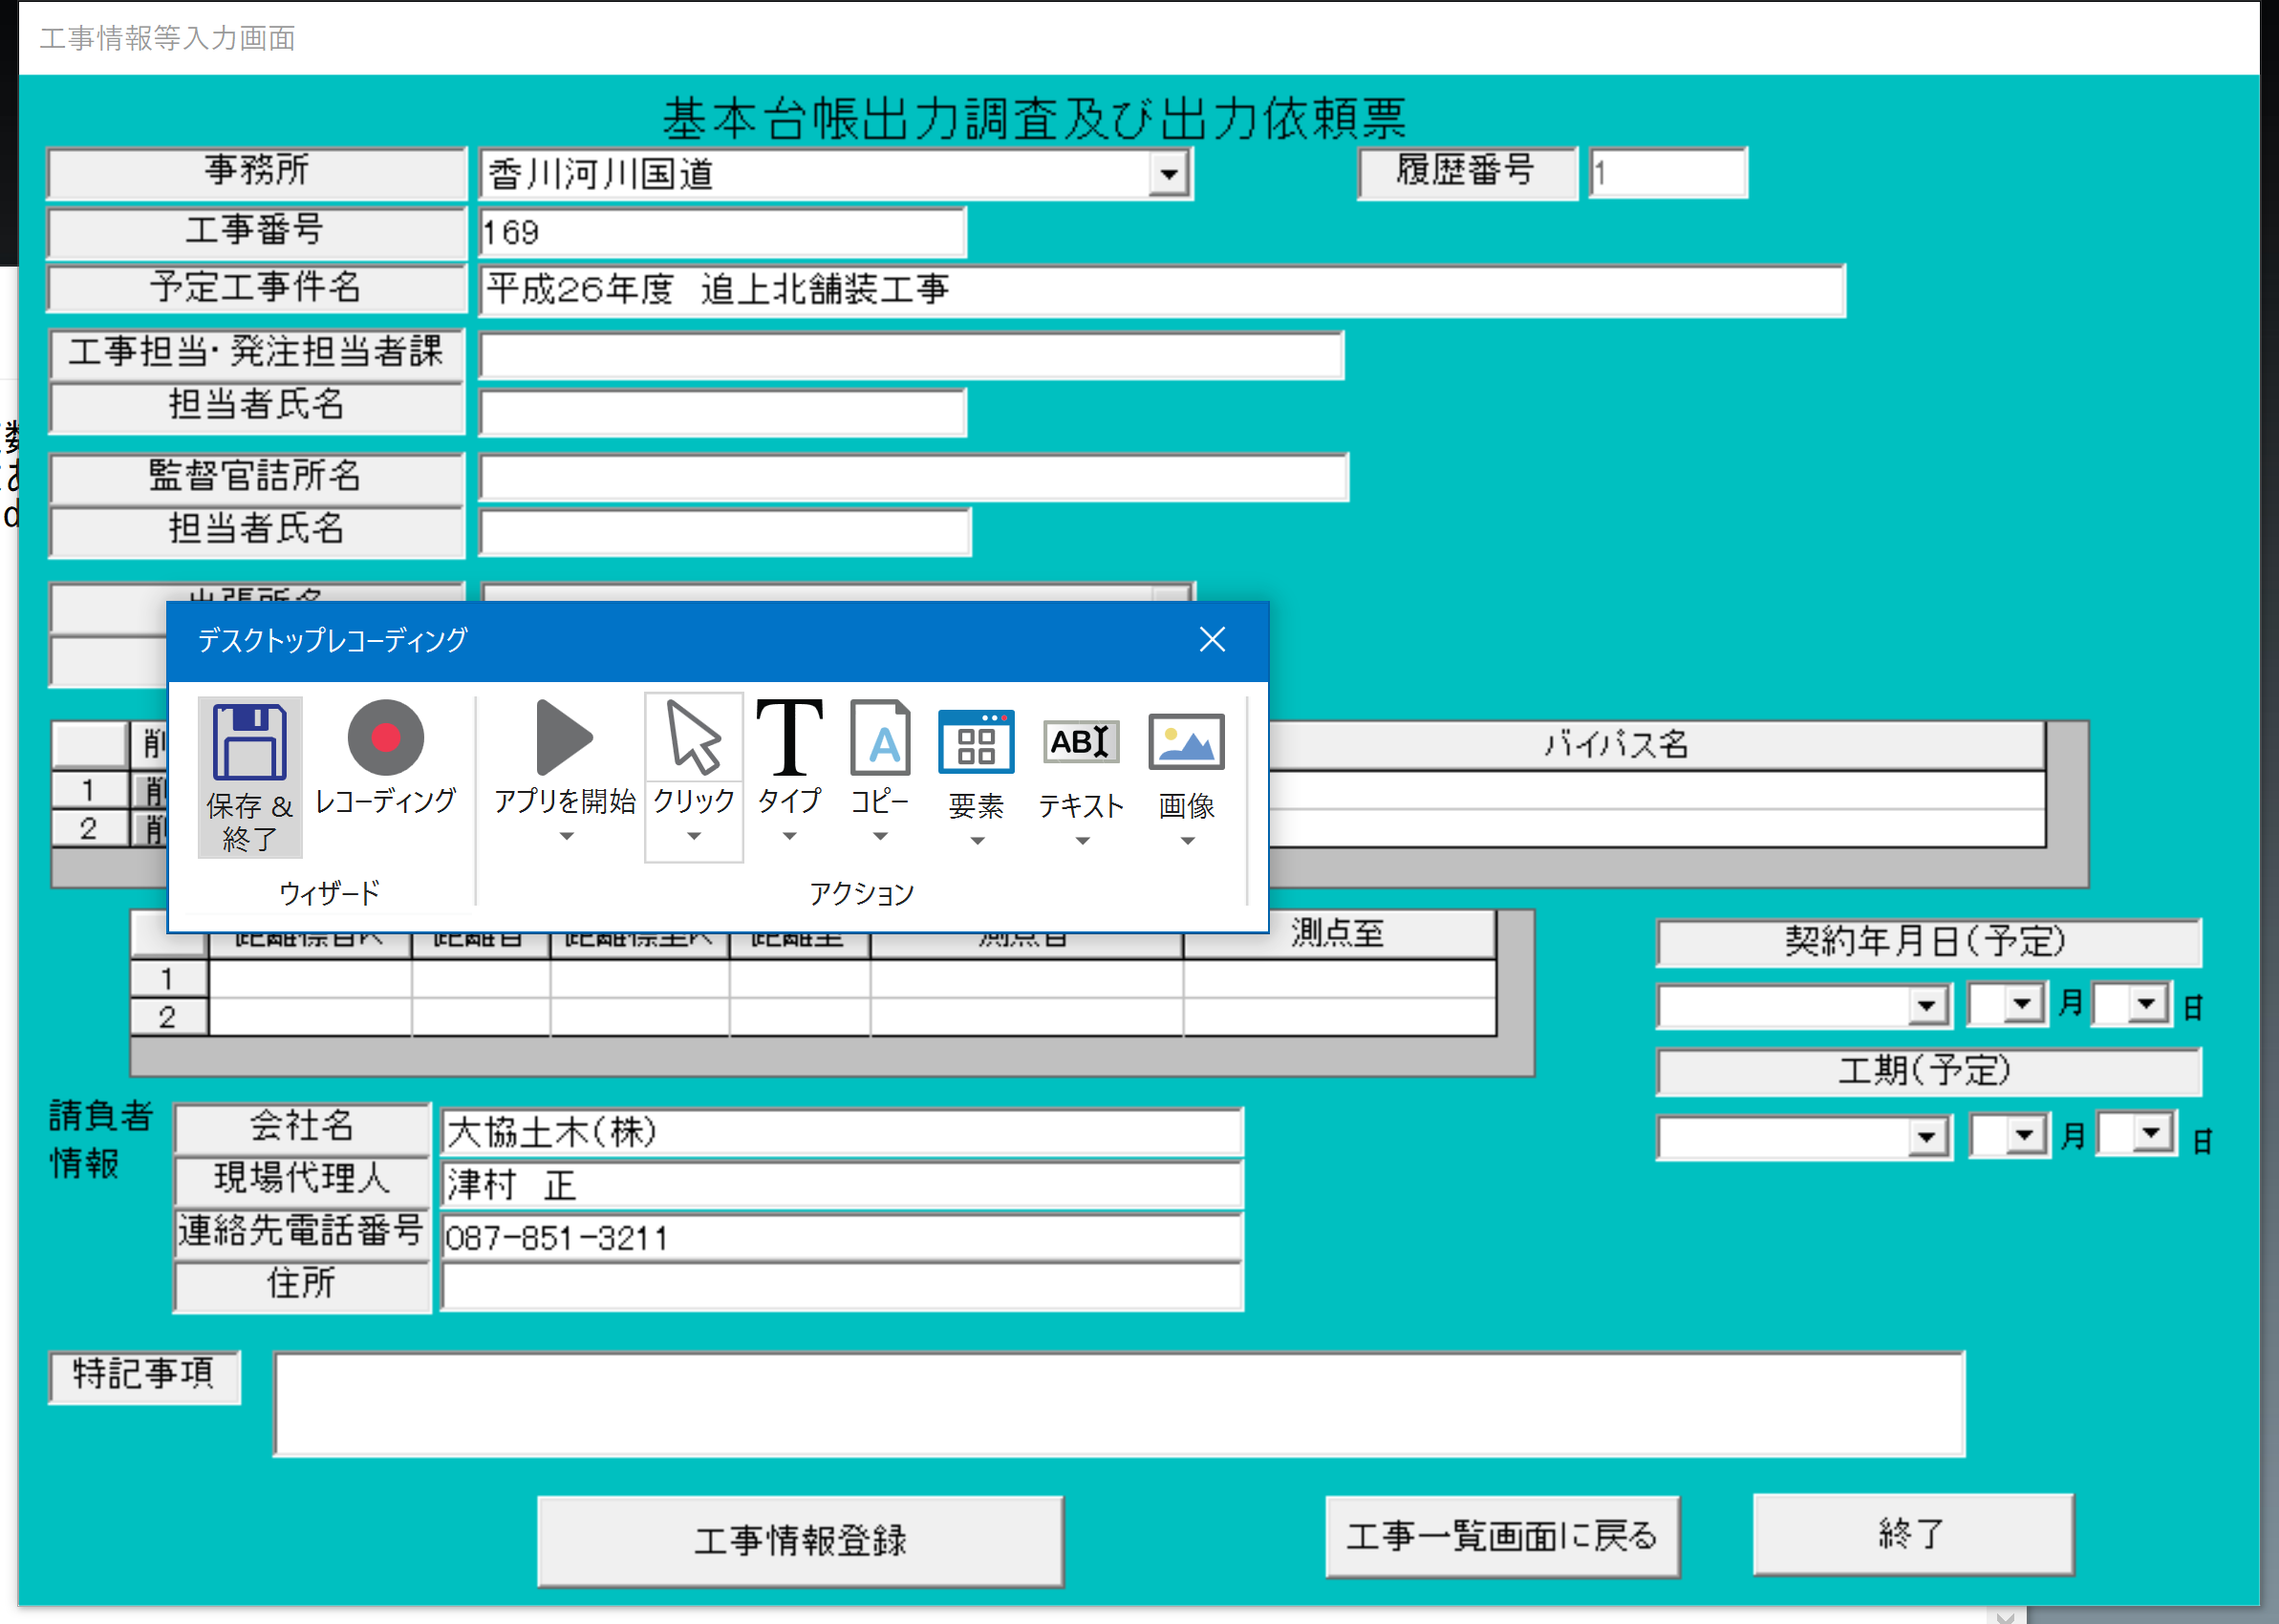 工事情報等入力画面
基本台帳出力調査及び出力依頼票
事務所 香川河川国道 履歴番号 1
工事番号 169
予定工事件名 平成26年度 追上北舗装工事
工事担当・発注担当者課
担当者氏名
監督官詰所名
担当者氏名
出張所名
デスクトップレコーディング
保存 & 終了 レコーディング アプリを開始 クリック タイプ コピー 要素 テキスト 画像
ウィザード アクション
削 バイパス名
1 削
2 削
距離標自K 距離自 距離標至K 距離至 測点自 測点至
1
2
契約年月日(予定)
月 日
工期(予定)
月 日
請負者
情報
会社名 大協土木(株)
現場代理人 津村 正
連絡先電話番号 087-851-3211
住所
特記事項
工事情報登録 工事一覧画面に戻る 終了